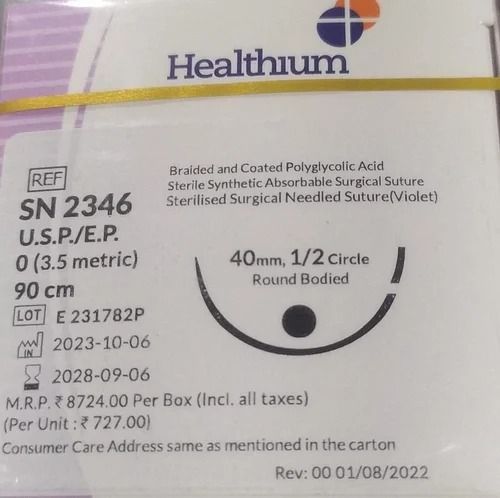 Healthium
REF
SN 2346
U.S.P./E.P.
0 (3.5 metric)
90 cm
LOT E 231782P
IN 2023-10-06
2028-09-06
M.R.P. ₹ 8724.00 Per Box (Incl. all taxes)
(Per Unit : ₹ 727.00)
Consumer Care Address same as mentioned in the carton
Rev: 00 01/08/2022
Braided and Coated Polyglycolic Acid
Sterile Synthetic Absorbable Surgical Suture
Sterilised Surgical Needled Suture(Violet)
40mm, 1/2 Circle
Round Bodied